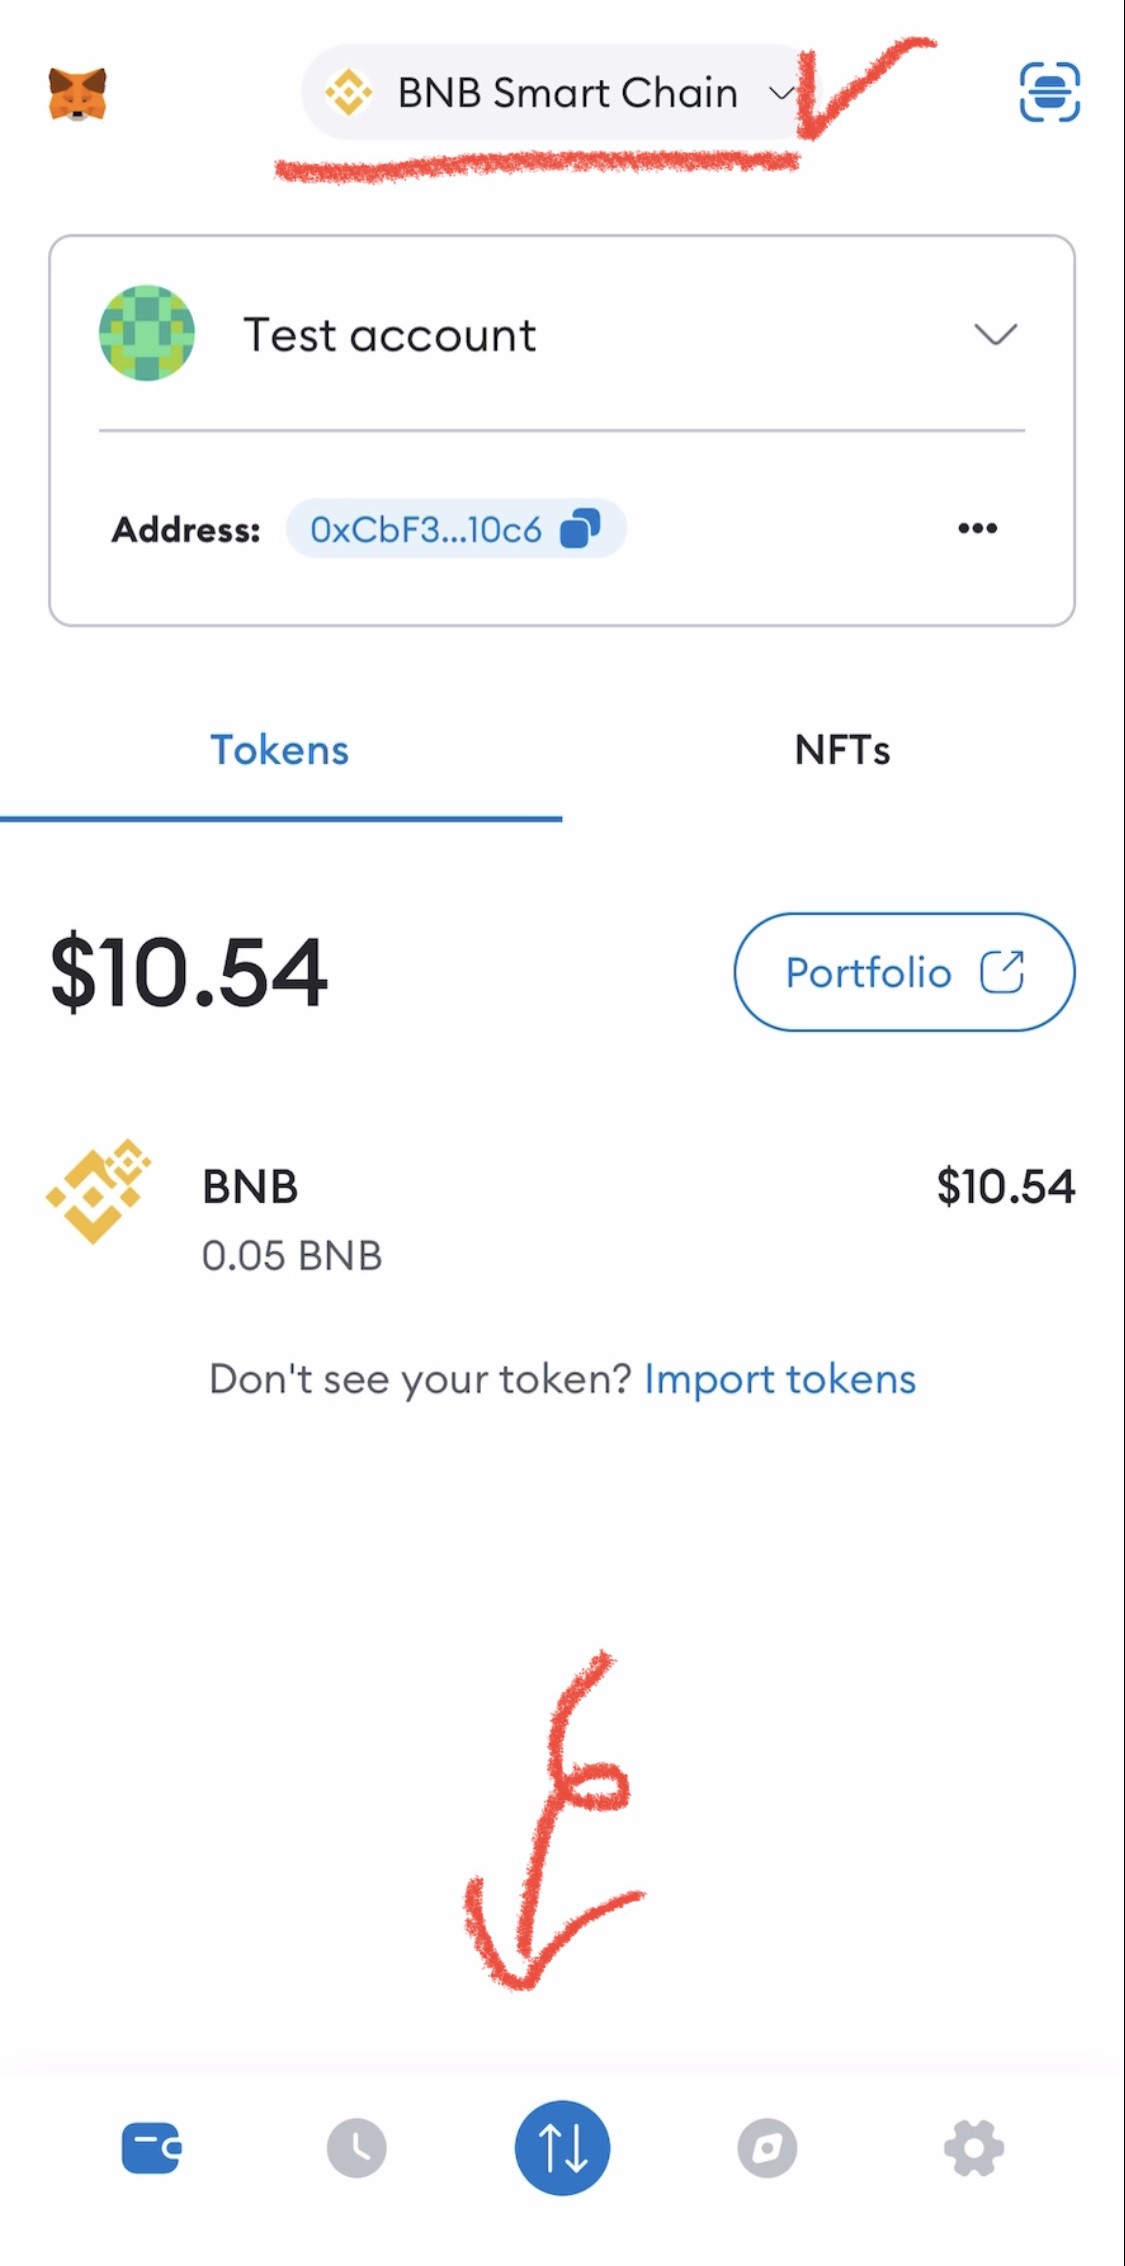 BNB Smart Chain
Test account
Address: 0xCbF3...10c6
Tokens NFTs
$10.54 Portfolio
BNB $10.54
0.05 BNB
Don't see your token? Import tokens